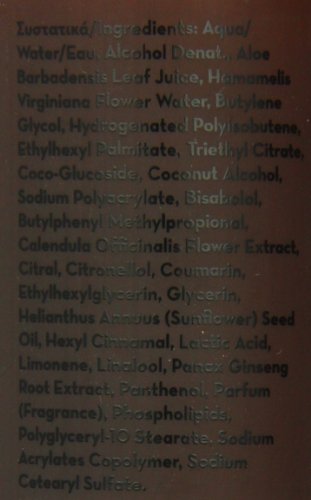 Συστατικά/Ingredients: Aqua/
Water/Eau, Alcohol Denat., Aloe
Barbadensis Leaf Juice, Hamamelis
Virginiana Flower Water, Butylene
Glycol, Hydrogenated Polyisobutene,
Ethylhexyl Palmitate, Triethyl Citrate,
Coco-Glucoside, Coconut Alcohol,
Sodium Polyacrylate, Bisabolol,
Butylphenyl Methylpropional,
Calendula Officinalis Flower Extract,
Citral, Citronellol, Coumarin,
Ethylhexylglycerin, Glycerin,
Helianthus Annuus (Sunflower) Seed
Oil, Hexyl Cinnamal, Lactic Acid,
Limonene, Linalool, Panax Ginseng
Root Extract, Panthenol, Parfum
(Fragrance), Phospholipids,
Polyglyceryl-10 Stearate, Sodium
Acrylates Copolymer, Sodium
Cetearyl Sulfate.